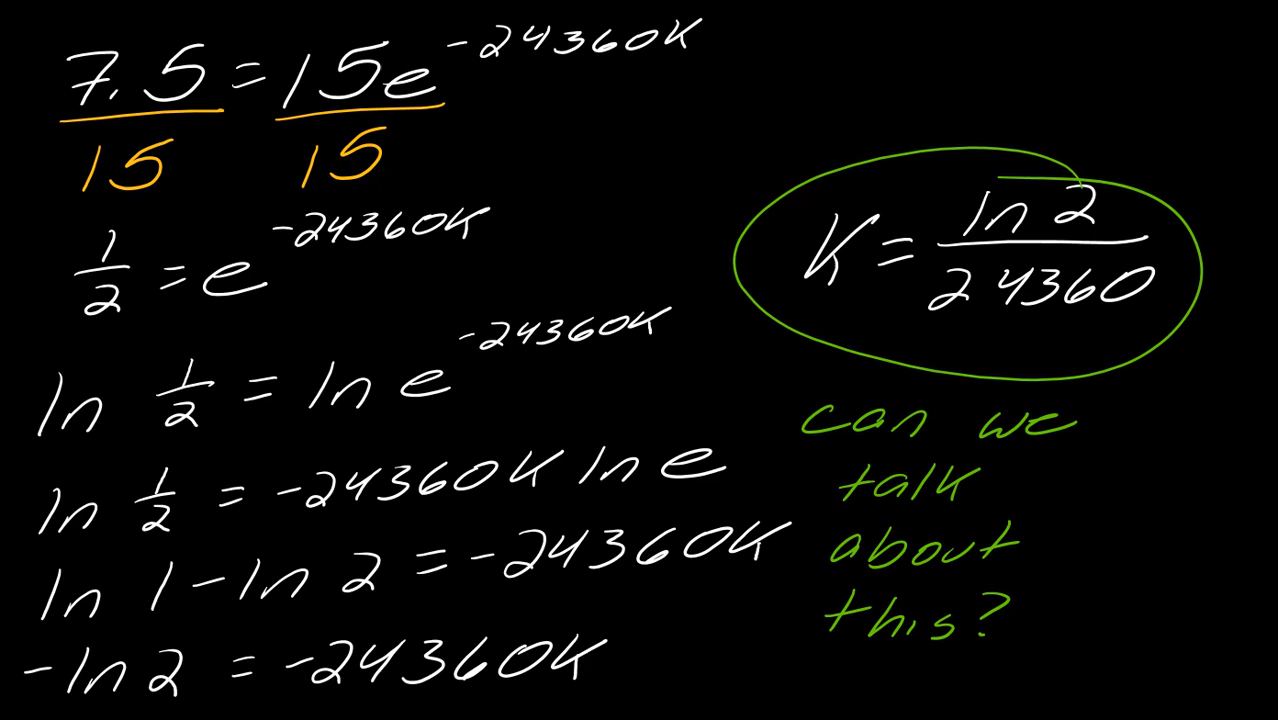 7.5 = 15e^-24360K
15 15
1/2 = e^-24360K
ln 1/2 = ln e^-24360K
ln 1/2 = -24360K ln e
ln 1 - ln 2 = -24360K
-ln 2 = -24360K
K = ln 2 / 24360
can we
talk
about
this?